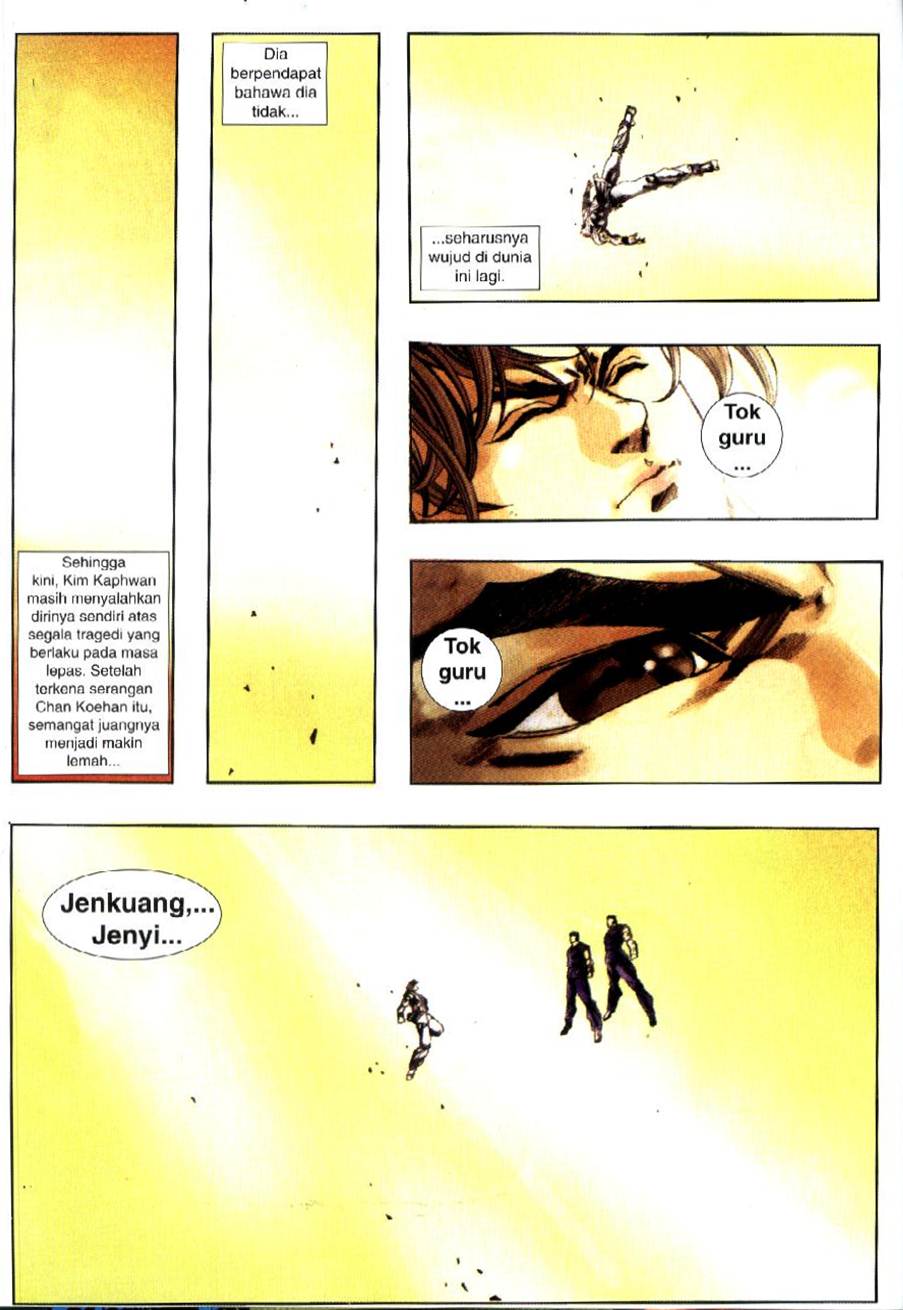 Sehingga
kini, Kim Kaphwan
masih menyalahkan
dirinya sendiri atas
segala tragedi yang
berlaku pada masa
lepas. Setelah
terkena serangan
Chan Koehan itu,
semangat juangnya
menjadi makin
lemah...
Dia
berpendapat
bahawa dia
tidak...
...seharusnya
wujud di dunia
ini lagi.
Tok
guru
...
Tok
guru
...
Jenkuang,...
Jenyi...